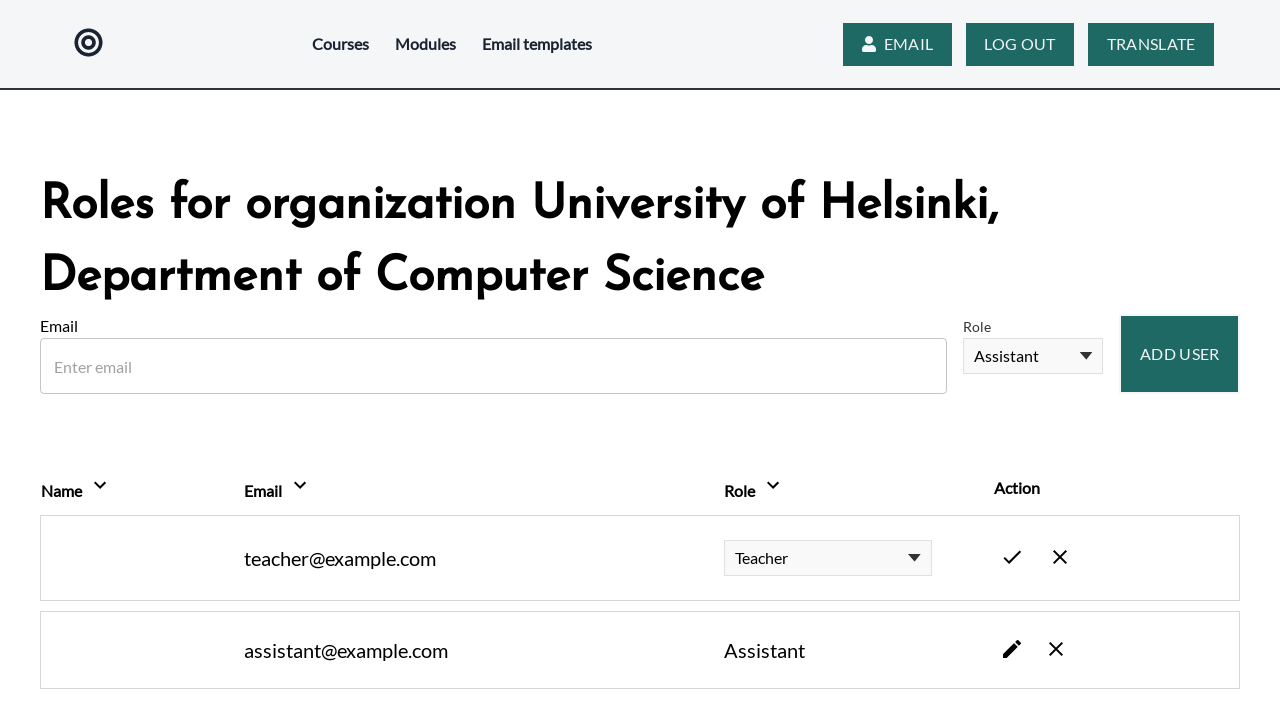 Courses Modules Email templates EMAIL LOG OUT TRANSLATE
Roles for organization University of Helsinki,
Department of Computer Science
Email
Enter email
Role
Assistant
ADD USER
Name Email Role Action
teacher@example.com Teacher
assistant@example.com Assistant